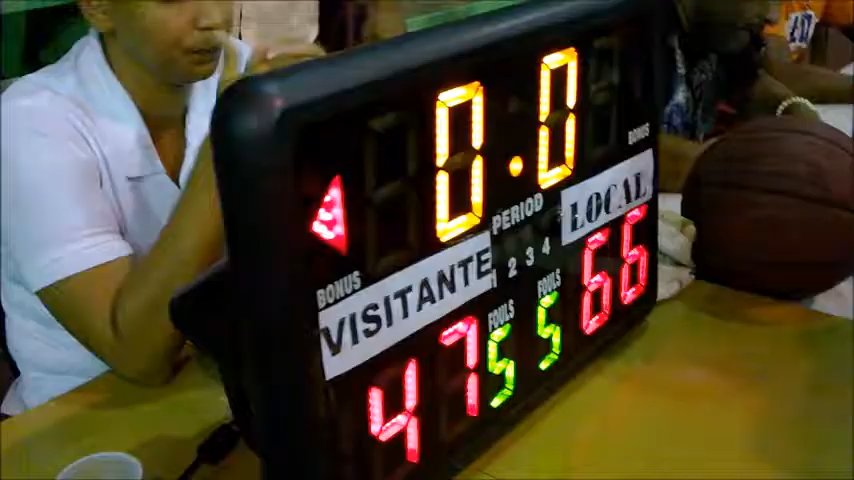 0.0
BONUS
BONUS
PERIOD
VISITANTE
LOCAL
1 2 3 4
FOULS
FOULS
47
5
5
66